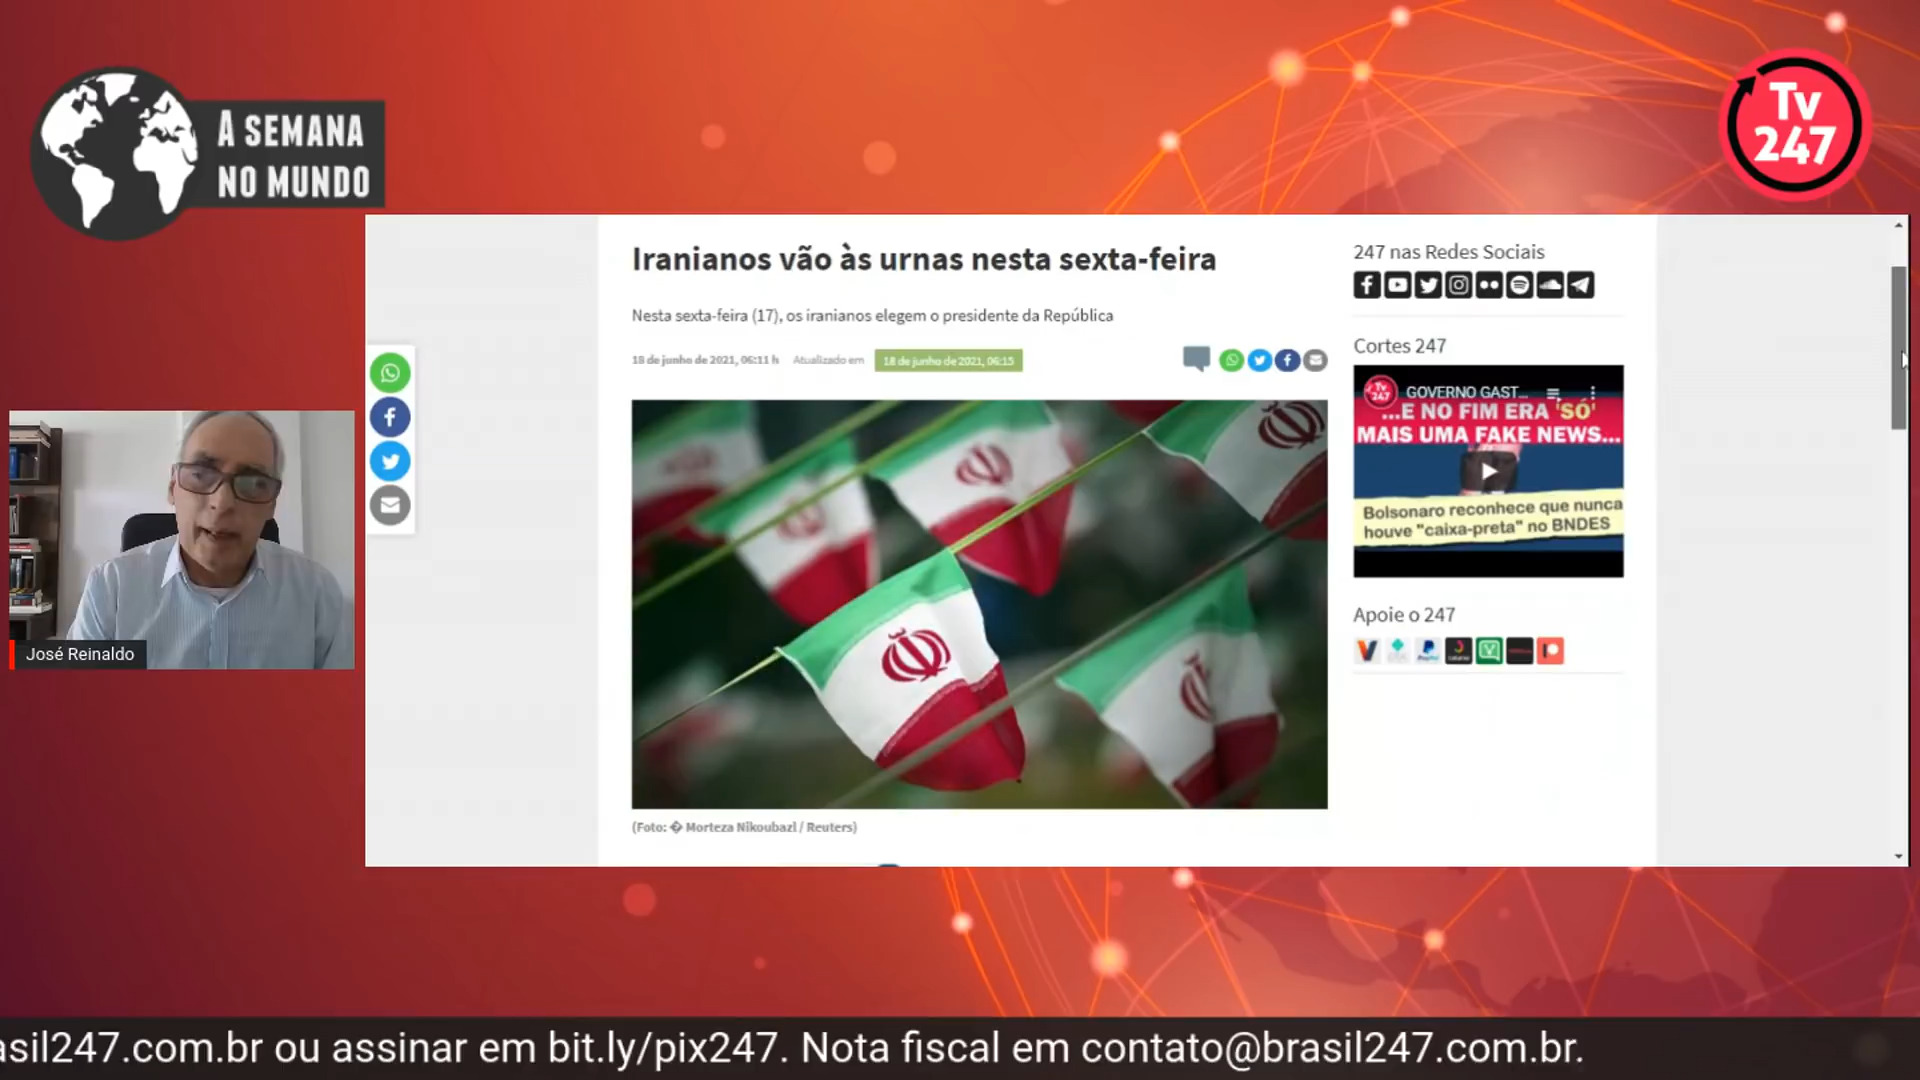 A SEMANA
NO MUNDO
Tv
247
Iranianos vão às urnas nesta sexta-feira
Nesta sexta-feira (17), os iranianos elegem o presidente da República
18 de junho de 2021, 06:11 h Atualizado em 18 de junho de 2021, 06:15
(Foto: � Morteza Nikoubazl / Reuters)
247 nas Redes Sociais
Cortes 247
Tv
247
GOVERNO GAST...
...E NO FIM ERA 'SÓ'
MAIS UMA FAKE NEWS...
Bolsonaro reconhece que nunca
houve "caixa-preta" no BNDES
Apoie o 247
José Reinaldo
asil247.com.br ou assinar em bit.ly/pix247. Nota fiscal em contato@brasil247.com.br.